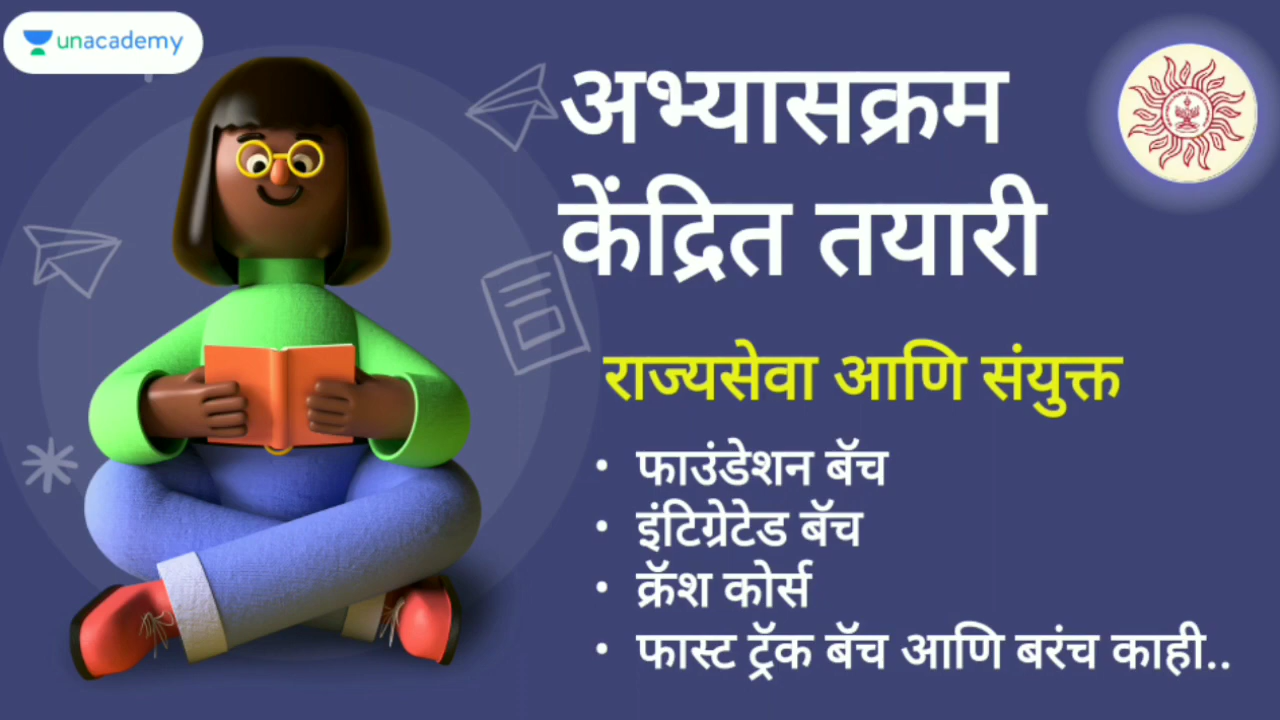 unacademy
अभ्यासक्रम
केंद्रित तयारी
राज्यसेवा आणि संयुक्त
• फाउंडेशन बॅच
• इंटिग्रेटेड बॅच
• क्रॅश कोर्स
• फास्ट ट्रॅक बॅच आणि बरंच काही..